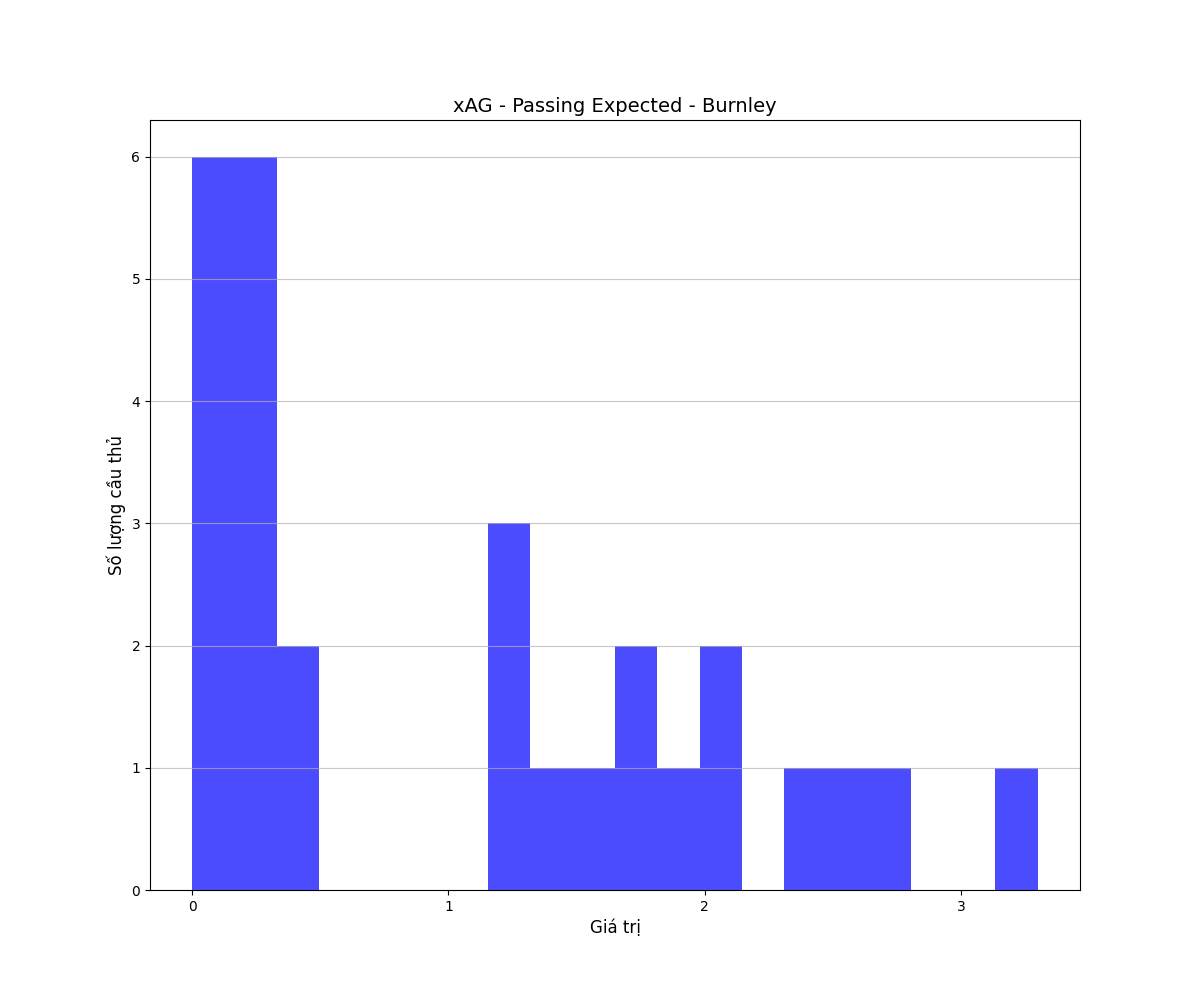 xAG - Passing Expected - Burnley
6
5
4
3
2
1
0
Số lượng cầu thủ
0 1 2 3
Giá trị